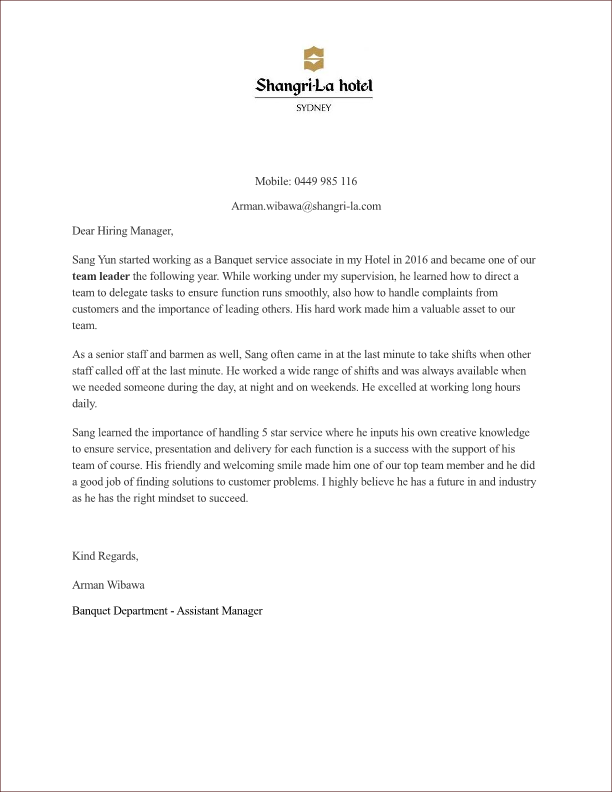 Shangri-La hotel
SYDNEY
Mobile: 0449 985 116
Arman.wibawa@shangri-la.com
Dear Hiring Manager,
Sang Yun started working as a Banquet service associate in my Hotel in 2016 and became one of our
team leader the following year. While working under my supervision, he learned how to direct a
team to delegate tasks to ensure function runs smoothly, also how to handle complaints from
customers and the importance of leading others. His hard work made him a valuable asset to our
team.
As a senior staff and barmen as well, Sang often came in at the last minute to take shifts when other
staff called off at the last minute. He worked a wide range of shifts and was always available when
we needed someone during the day, at night and on weekends. He excelled at working long hours
daily.
Sang learned the importance of handling 5 star service where he inputs his own creative knowledge
to ensure service, presentation and delivery for each function is a success with the support of his
team of course. His friendly and welcoming smile made him one of our top team member and he did
a good job of finding solutions to customer problems. I highly believe he has a future in and industry
as he has the right mindset to succeed.
Kind Regards,
Arman Wibawa
Banquet Department - Assistant Manager